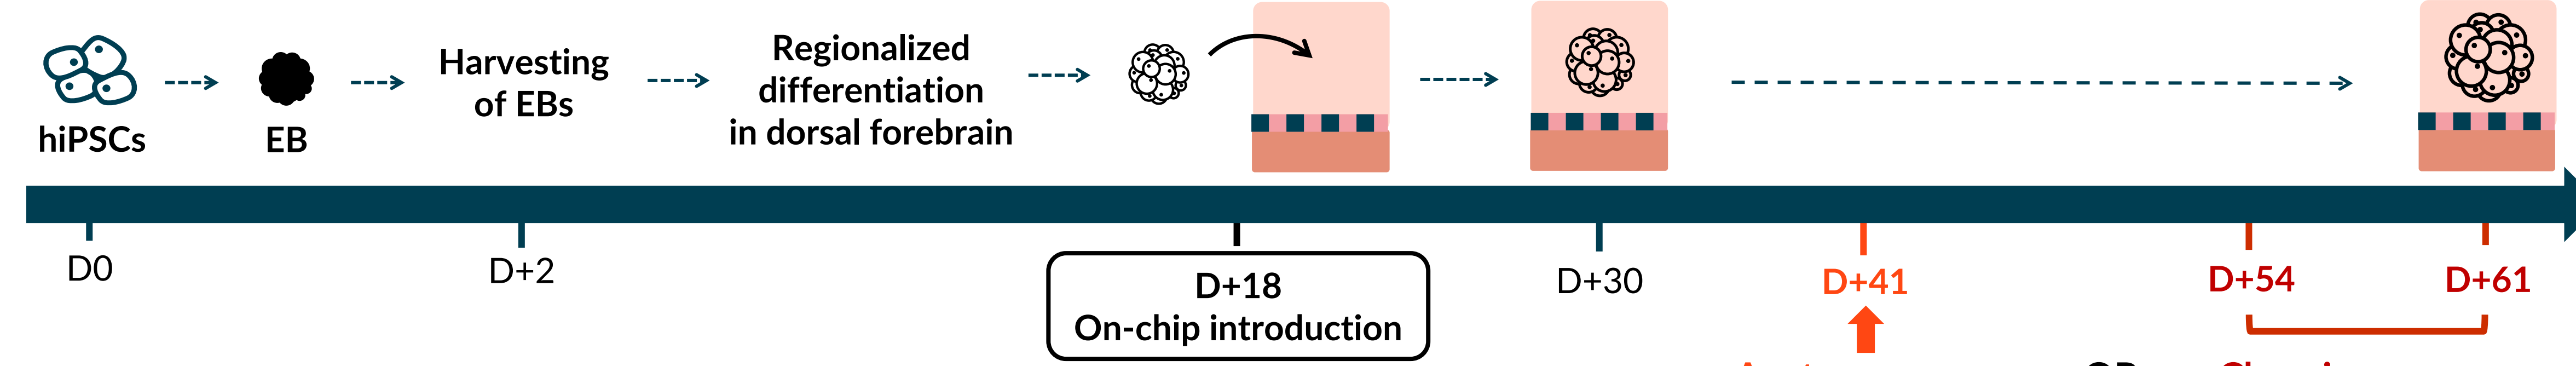 hiPSCs
EB
Harvesting
of EBs
Regionalized
differentiation
in dorsal forebrain
D0
D+2
D+18
On-chip introduction
D+30
D+41
D+54
D+61